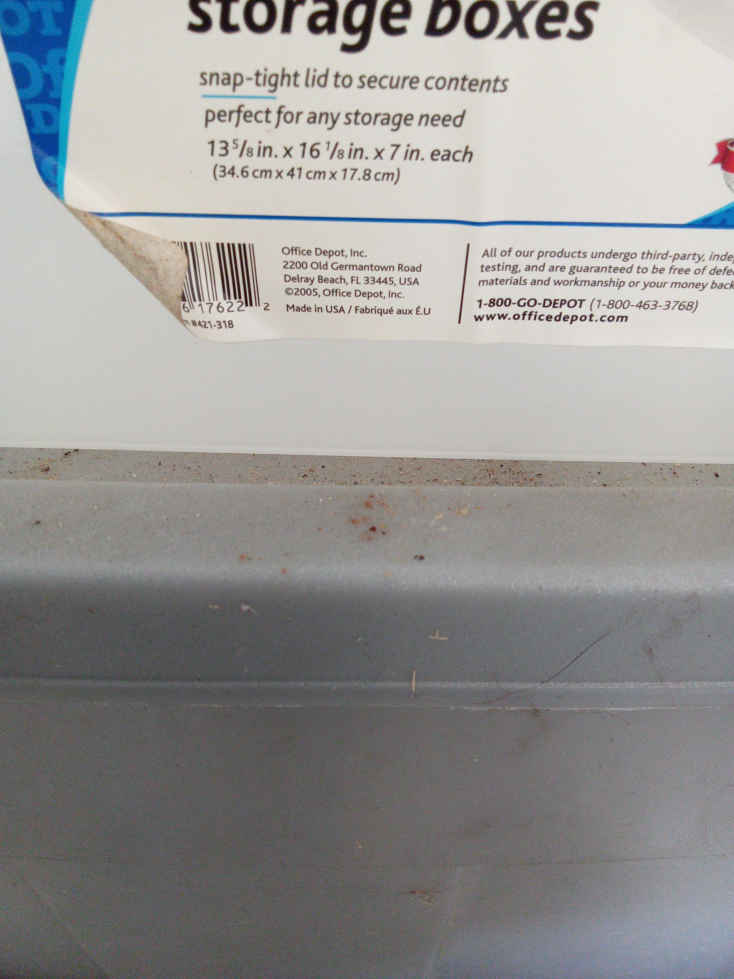 storage boxes
snap-tight lid to secure contents
perfect for any storage need
13 5/8 in. x 16 1/8 in. x 7 in. each
(34.6 cm x 41 cm x 17.8 cm)
Office Depot, Inc.
2200 Old Germantown Road
Delray Beach, FL 33445, USA
©2005, Office Depot, Inc.
Made in USA / Fabriqué aux É.U
6 17622 2
#421-318
All of our products undergo third-party,
testing, and are guaranteed to be free of
materials and workmanship or your money back
1-800-GO-DEPOT (1-800-463-3768)
www.officedepot.com